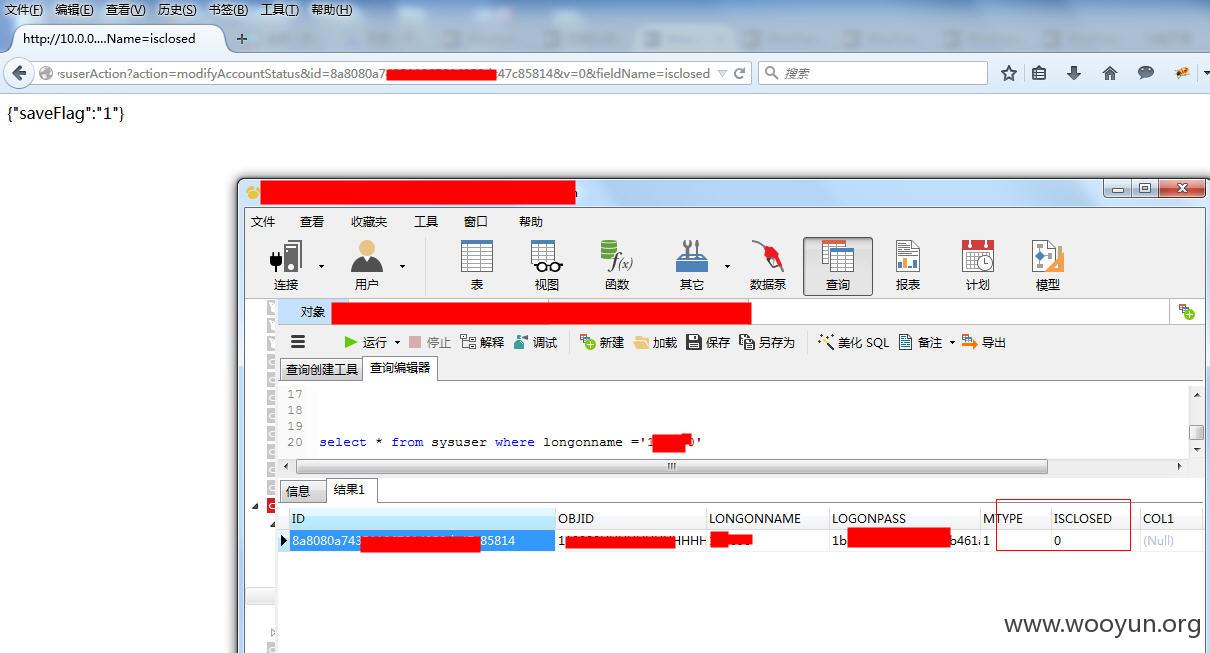 文件(F) 编辑(E) 查看(V) 历史(S) 书签(B) 工具(T) 帮助(H)
http://10.0.0....Name=isclosed
suserAction?action=modifyAccountStatus&id=8a8080a7 47c85814&v=0&fieldName=isclosed
搜索
{"saveFlag":"1"}
文件 查看 收藏夹 工具 窗口 帮助
连接 用户 表 视图 函数 其它 数据泵 查询 报表 计划 模型
对象
运行 停止 解释 调试 新建 加载 保存 另存为 美化 SQL 备注 导出
查询创建工具 查询编辑器
17
18
19
20 select * from sysuser where longonname ='1 0'
信息 结果1
ID OBJID LONGONNAME LOGONPASS MTYPE ISCLOSED COL1
8a8080a743 85814 1 HHHH 1b b461 1 0 (Null)
www.wooyun.org